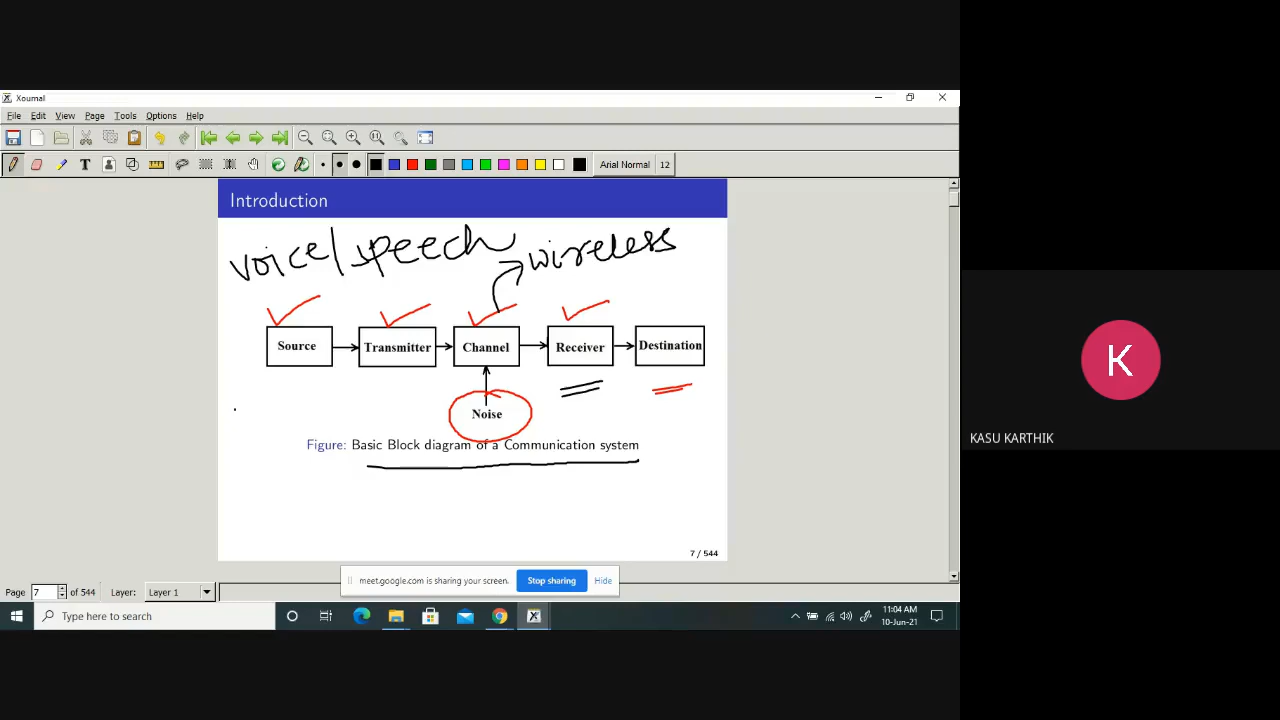 Xournal
File Edit View Page Tools Options Help
T Arial Normal 12
Introduction
voice/speech wireless
Source Transmitter Channel Receiver Destination
Noise
Figure: Basic Block diagram of a Communication system
7 / 544
meet.google.com is sharing your screen. Stop sharing Hide
Page 7 of 544 Layer: Layer 1
Type here to search
11:04 AM
10-Jun-21
K
KASU KARTHIK